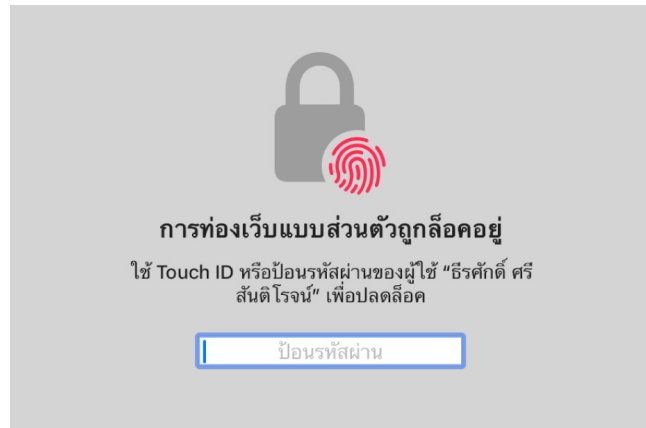 การท่องเว็บแบบส่วนตัวถูกล็อคอยู่
ใช้ Touch ID หรือป้อนรหัสผ่านของผู้ใช้ “ธีรศักดิ์ ศรี
สันติโรจน์” เพื่อปลดล็อค
ป้อนรหัสผ่าน